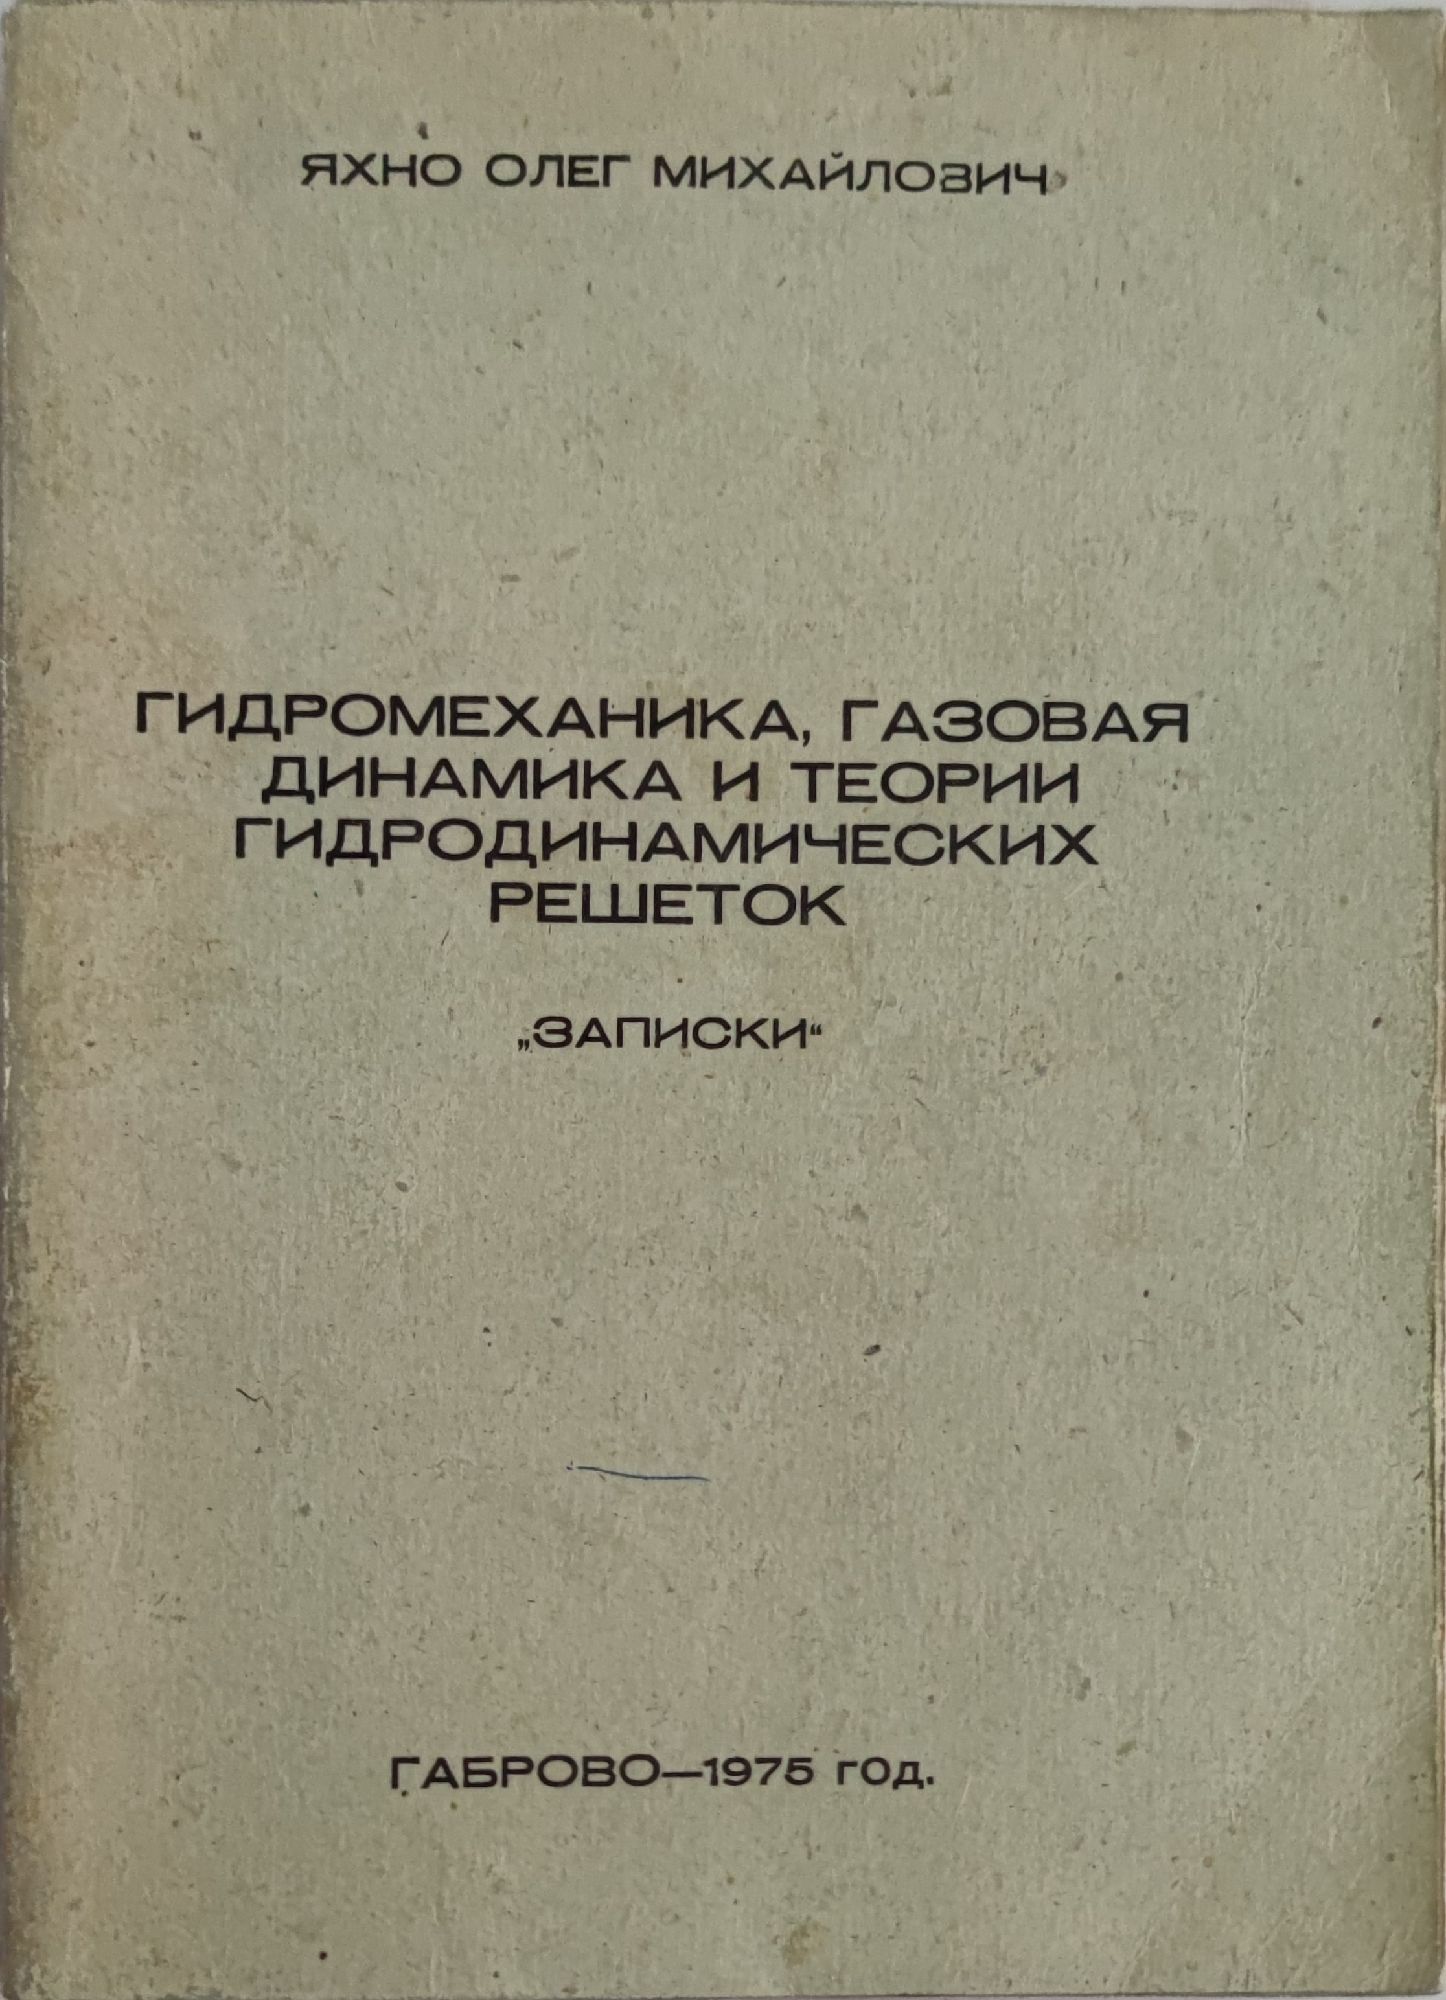 ЯХНО ОЛЕГ МИХАЙЛОВИЧ
ГИДРОМЕХАНИКА, ГАЗОВАЯ
ДИНАМИКА И ТЕОРИИ
ГИДРОДИНАМИЧЕСКИХ
РЕШЕТОК
„ЗАПИСКИ“
ГАБРОВО—1975 год.